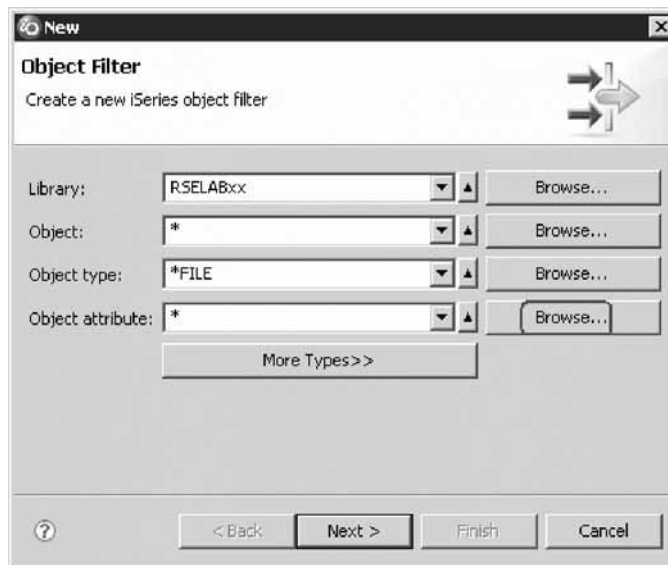 New
Object Filter
Create a new iSeries object filter
Library: RSELABxx Browse...
Object: * Browse...
Object type: *FILE Browse...
Object attribute: * Browse...
More Types>>
< Back Next > Finish Cancel